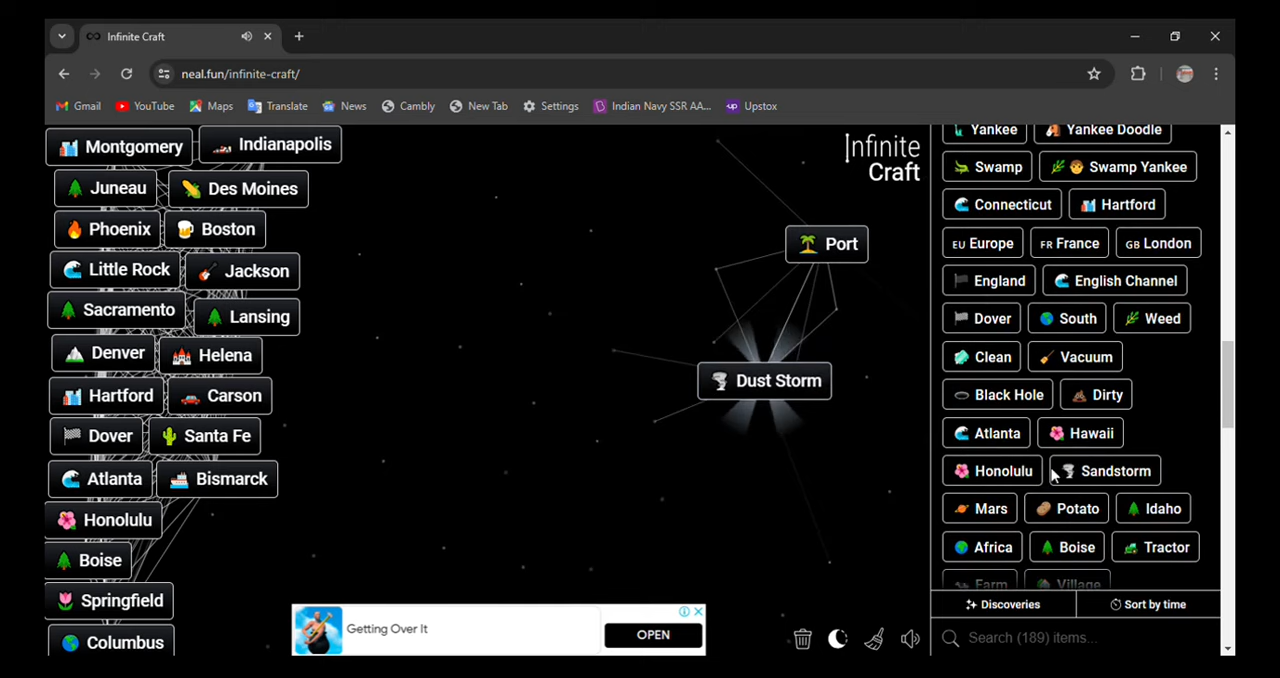 Infinite Craft
neal.fun/infinite-craft/
Gmail YouTube Maps Translate News Cambly New Tab Settings Indian Navy SSR AA... Upstox
Montgomery Indianapolis
Juneau Des Moines
Phoenix Boston
Little Rock Jackson
Sacramento Lansing
Denver Helena
Hartford Carson
Dover Santa Fe
Atlanta Bismarck
Honolulu
Boise
Springfield
Columbus
Infinite
Craft
Port
Dust Storm
Getting Over It OPEN
Yankee Yankee Doodle
Swamp Swamp Yankee
Connecticut Hartford
EU Europe FR France GB London
England English Channel
Dover South Weed
Clean Vacuum
Black Hole Dirty
Atlanta Hawaii
Honolulu Sandstorm
Mars Potato Idaho
Africa Boise Tractor
Farm Village
Discoveries Sort by time
Search (189) items...